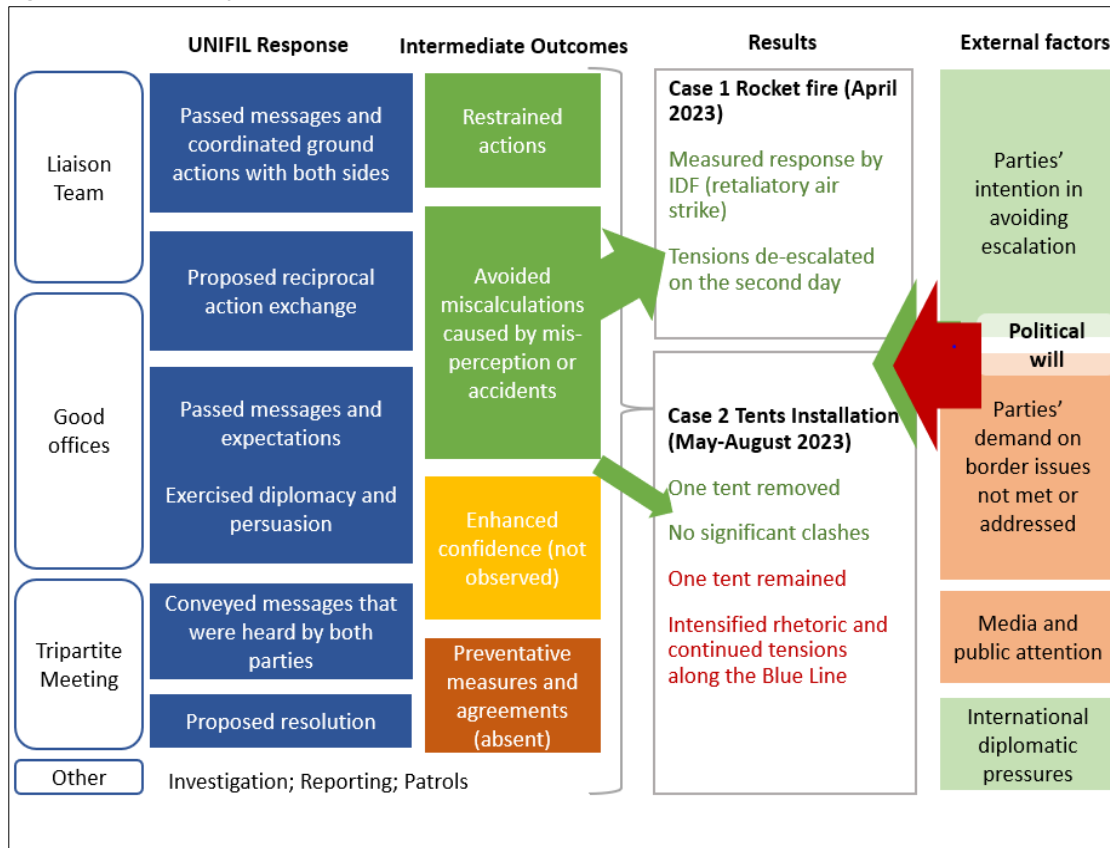 UNIFIL Response
Intermediate Outcomes
Results
External factors
Liaison
Team
Good
offices
Tripartite
Meeting
Other
Passed messages and
coordinated ground
actions with both sides
Proposed reciprocal
action exchange
Passed messages and
expectations
Exercised diplomacy and
persuasion
Conveyed messages that
were heard by both
parties
Proposed resolution
Investigation; Reporting; Patrols
Restrained
actions
Avoided
miscalculations
caused by mis-
perception or
accidents
Enhanced
confidence (not
observed)
Preventative
measures and
agreements
(absent)
Case 1 Rocket fire (April
2023)
Measured response by
IDF (retaliatory air
strike)
Tensions de-escalated
on the second day
Case 2 Tents Installation
(May-August 2023)
One tent removed
No significant clashes
One tent remained
Intensified rhetoric and
continued tensions
along the Blue Line
Parties’
intention in
avoiding
escalation
Political
will
Parties’
demand on
border issues
not met or
addressed
Media and
public attention
International
diplomatic
pressures